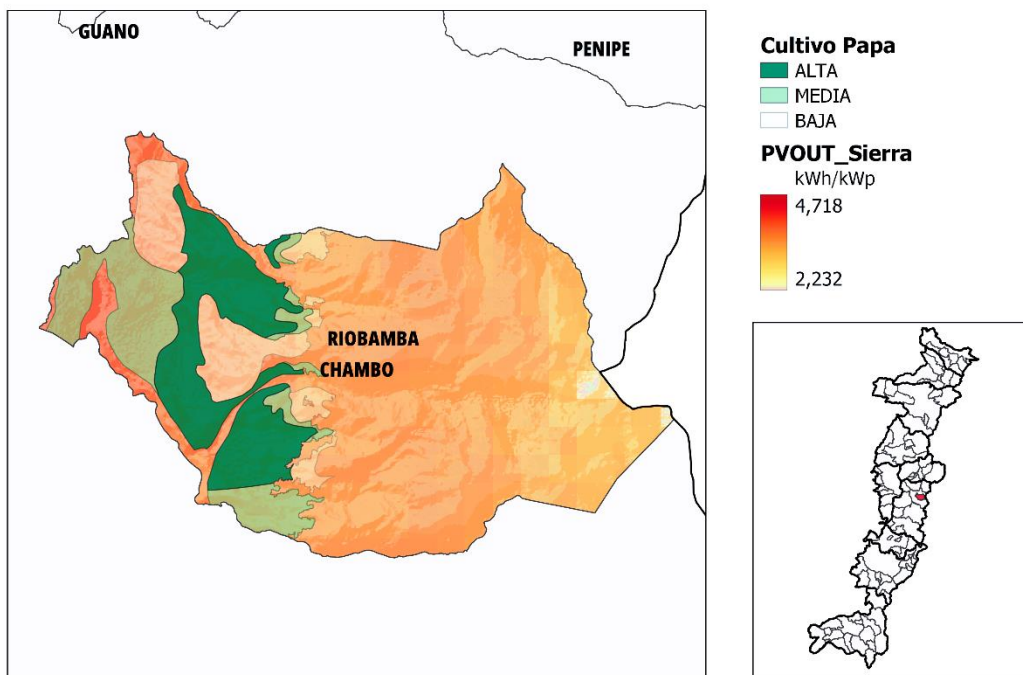 GUANO
PENIPE
RIOBAMBA
CHAMBO
Cultivo Papa
ALTA
MEDIA
BAJA
PVOUT_Sierra
kWh/kWp
4,718
2,232